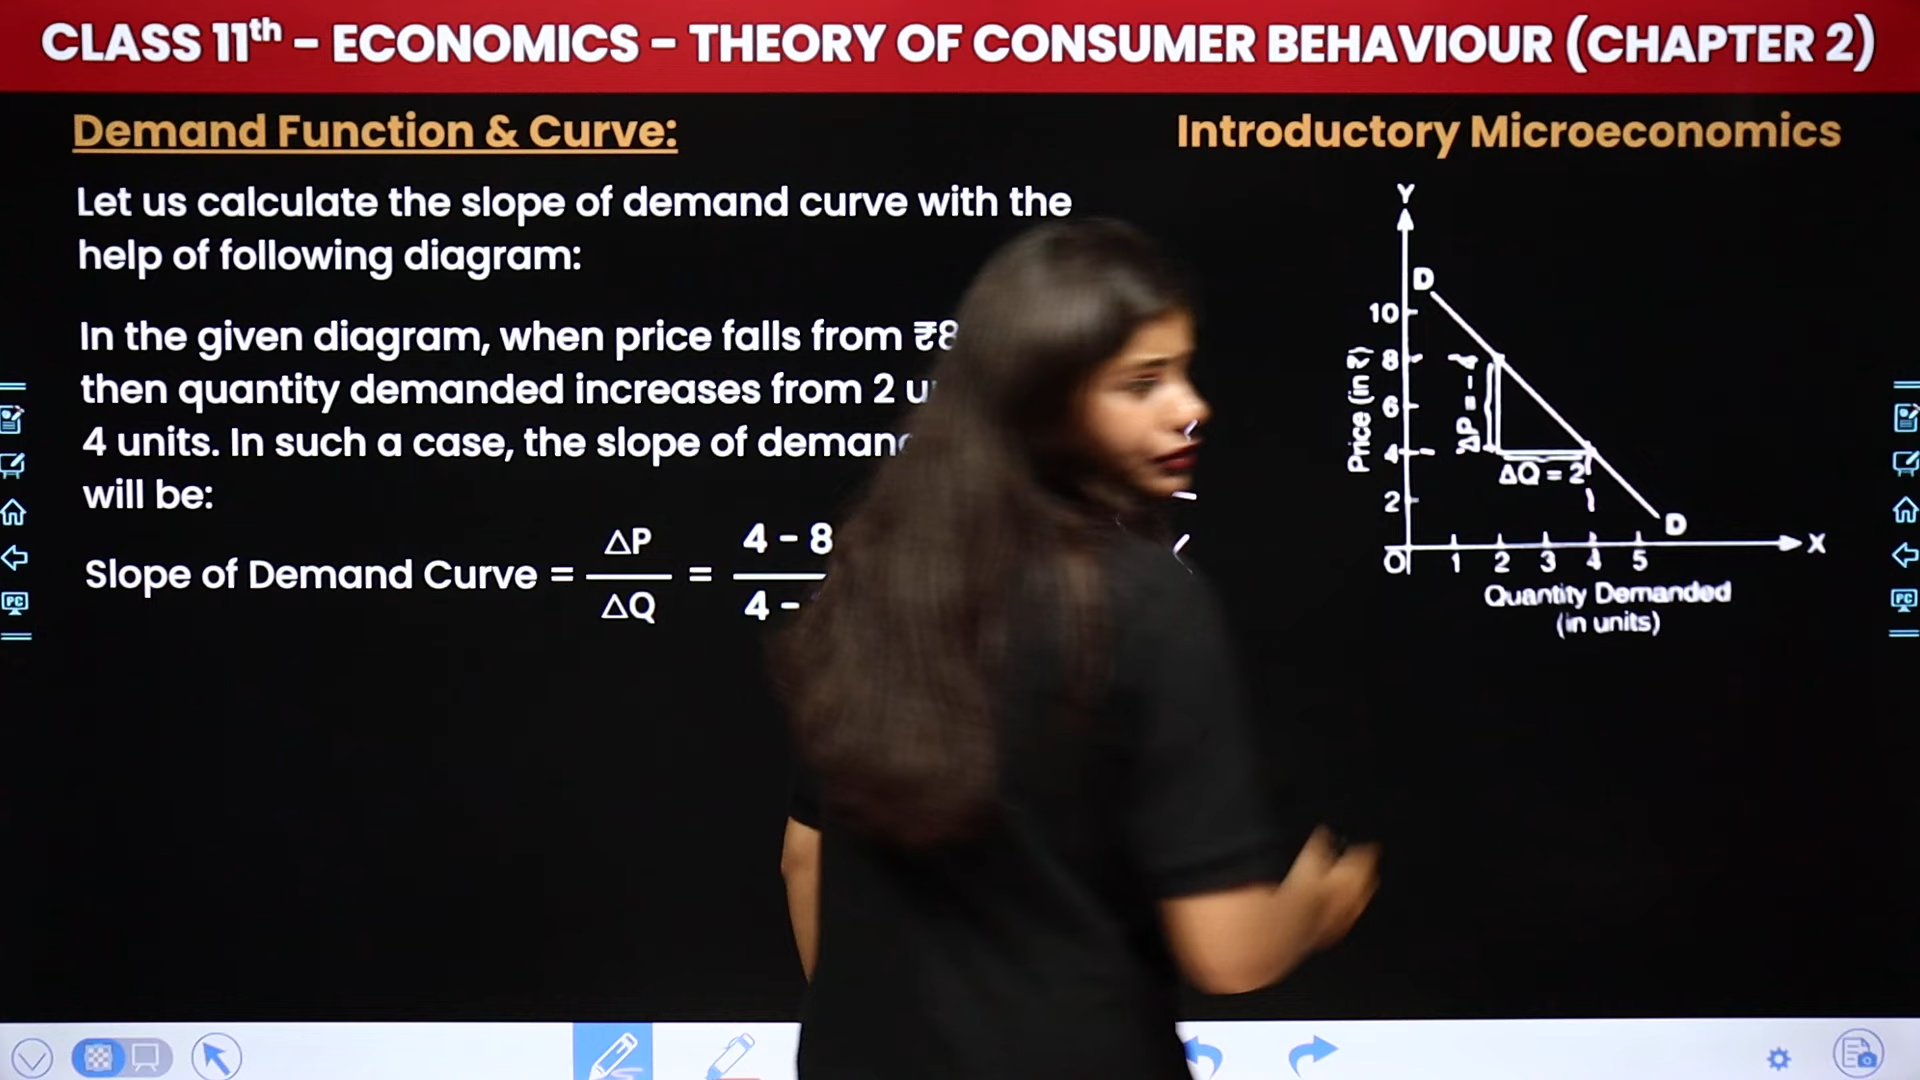 CLASS 11th - ECONOMICS - THEORY OF CONSUMER BEHAVIOUR (CHAPTER 2)
Demand Function & Curve:
Introductory Microeconomics
Let us calculate the slope of demand curve with the
help of following diagram:
In the given diagram, when price falls from ₹8
then quantity demanded increases from 2
4 units. In such a case, the slope of
will be:
Slope of Demand Curve = △P / △Q = 4 - 8 / 4 -
Y
D
10
8
6
4
2
Price (in ₹)
ΔP = - 4
ΔQ = 2
D
X
O 1 2 3 4 5
Quantity Demanded
(in units)
PC
PC